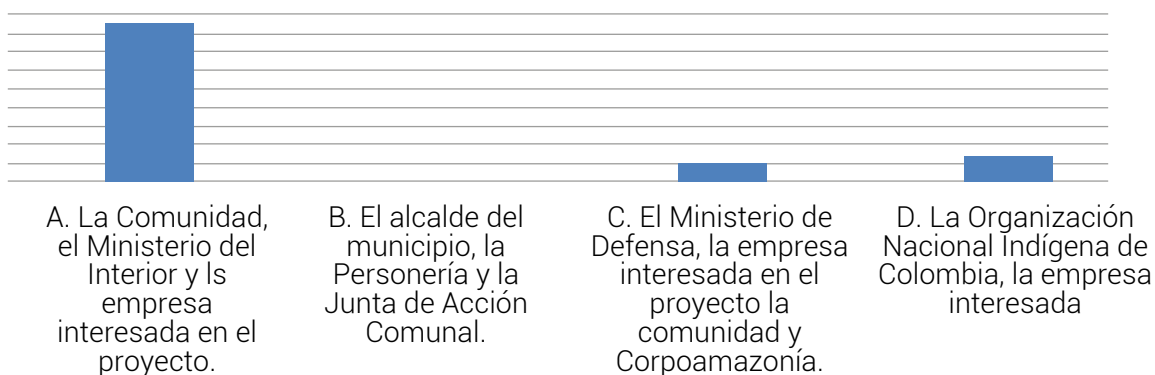 A. La Comunidad,
el Ministerio del
Interior y ls
empresa
interesada en el
proyecto.
B. El alcalde del
municipio, la
Personería y la
Junta de Acción
Comunal.
C. El Ministerio de
Defensa, la empresa
interesada en el
proyecto la
comunidad y
Corpoamazonía.
D. La Organización
Nacional Indígena de
Colombia, la empresa
interesada